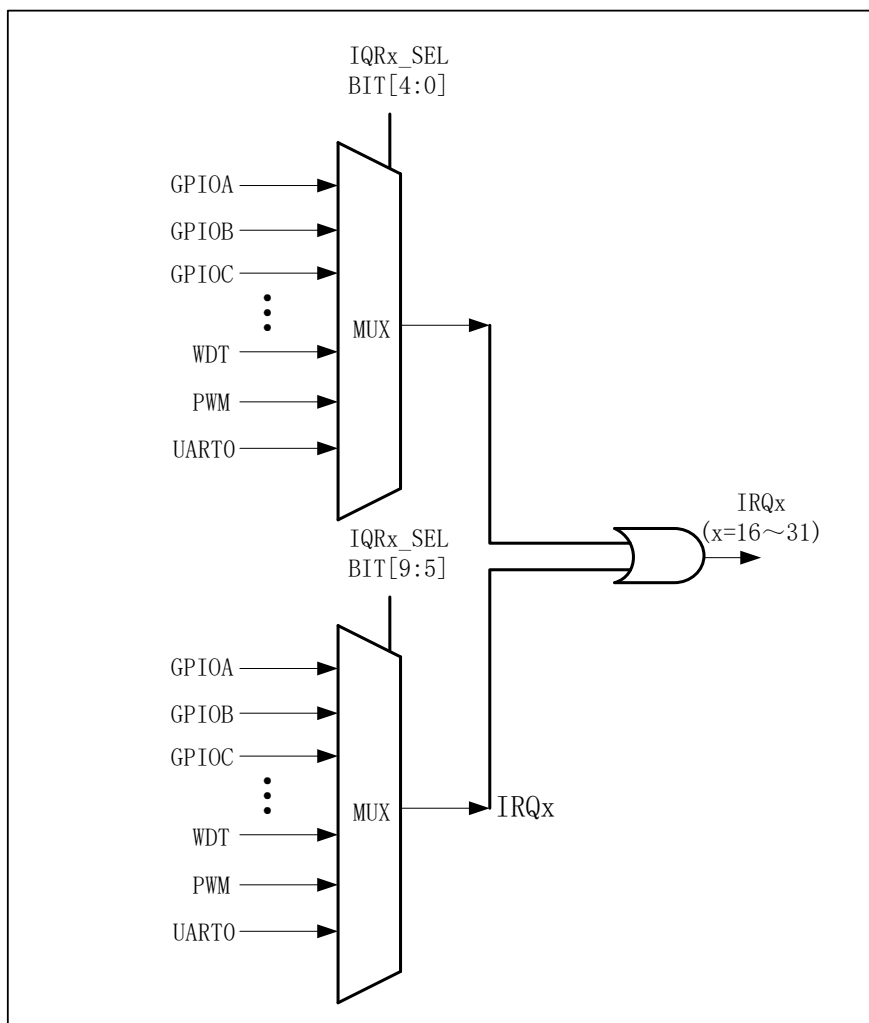 IQRx_SEL
BIT[4:0]
GPIOA
GPIOB
GPIOC
MUX
WDT
PWM
UART0
IRQx
(x=16～31)
IQRx_SEL
BIT[9:5]
GPIOA
GPIOB
GPIOC
MUX
IRQx
WDT
PWM
UART0